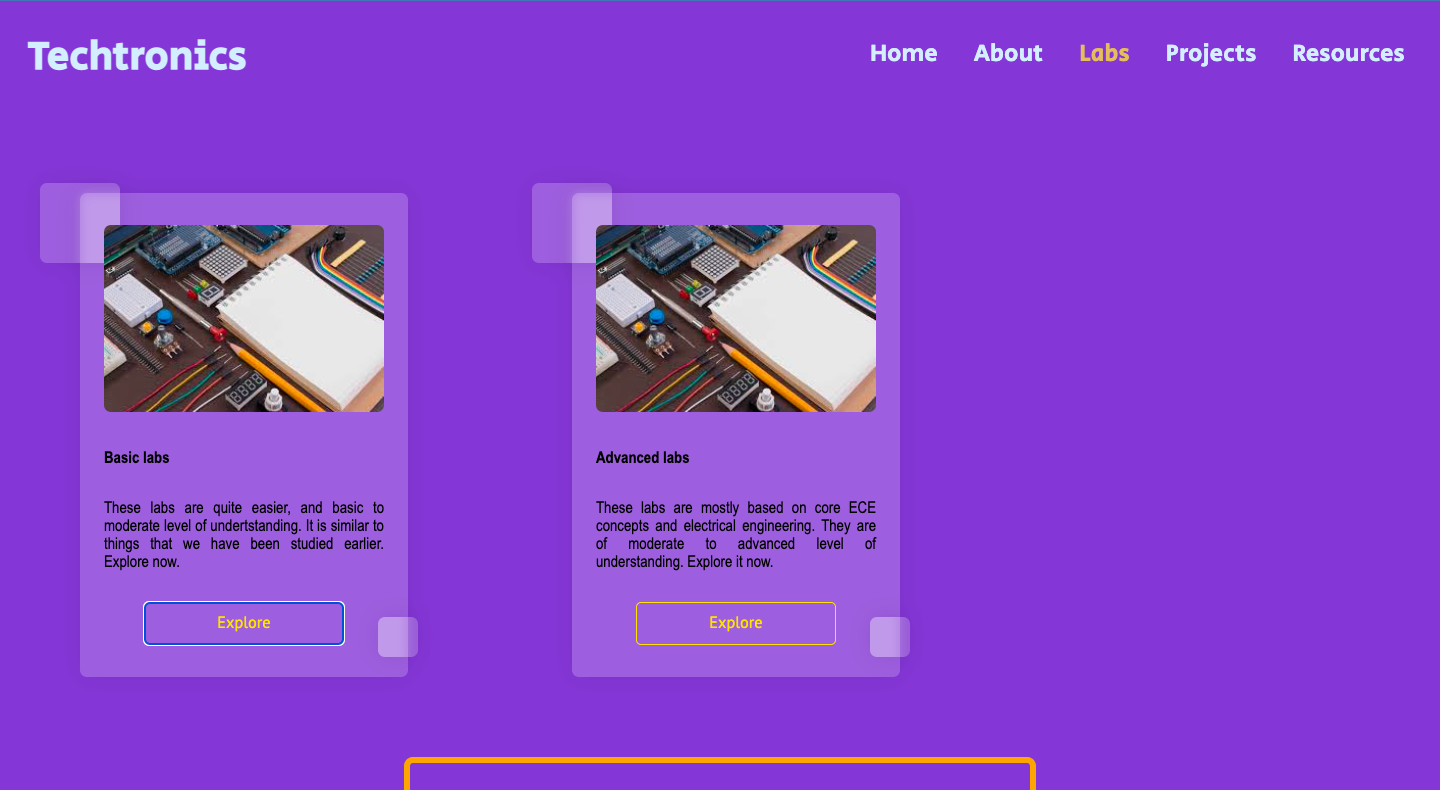 Techtronics
Home About Labs Projects Resources
Basic labs
These labs are quite easier, and basic to
moderate level of undertstanding. It is similar to
things that we have been studied earlier.
Explore now.
Explore
Advanced labs
These labs are mostly based on core ECE
concepts and electrical engineering. They are
of moderate to advanced level of
understanding. Explore it now.
Explore